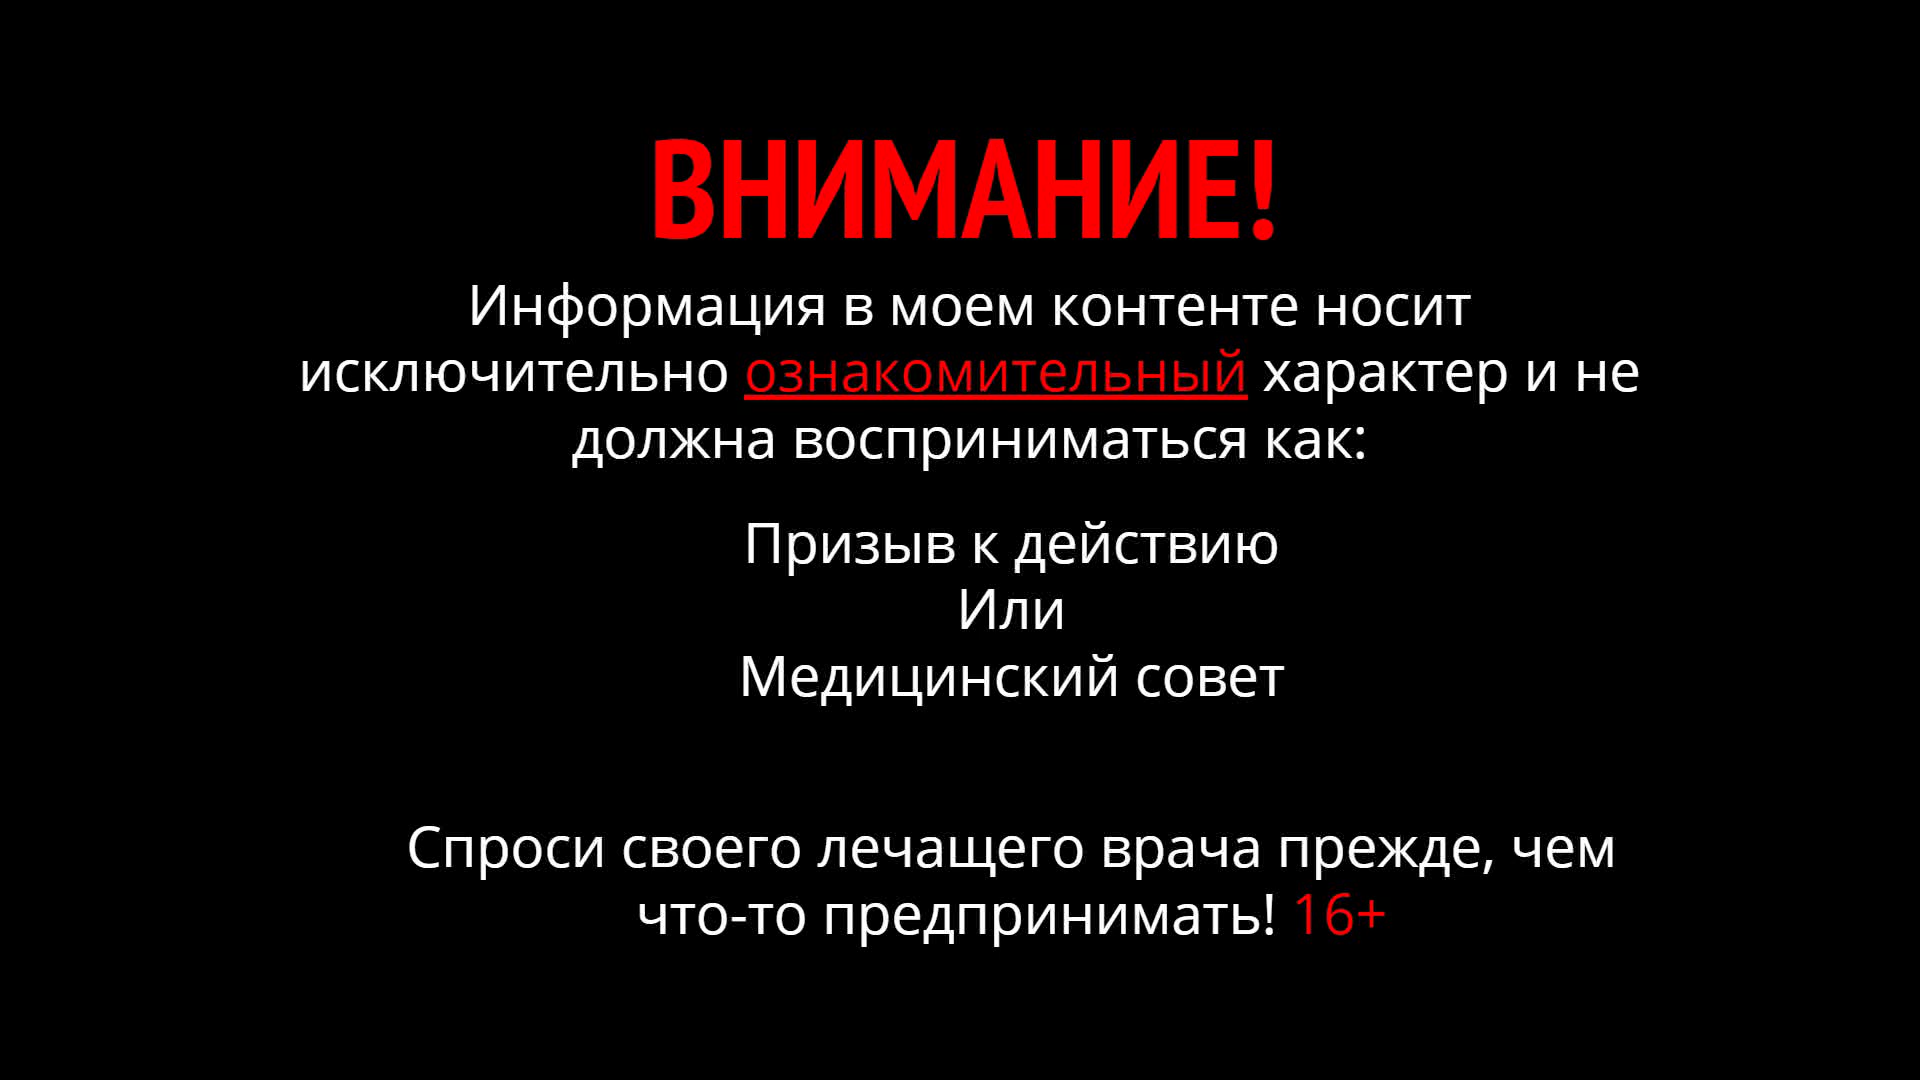 ВНИМАНИЕ!
Информация в моем контенте носит
исключительно ознакомительный характер и не
должна восприниматься как:
Призыв к действию
Или
Медицинский совет
Спроси своего лечащего врача прежде, чем
что-то предпринимать! 16+